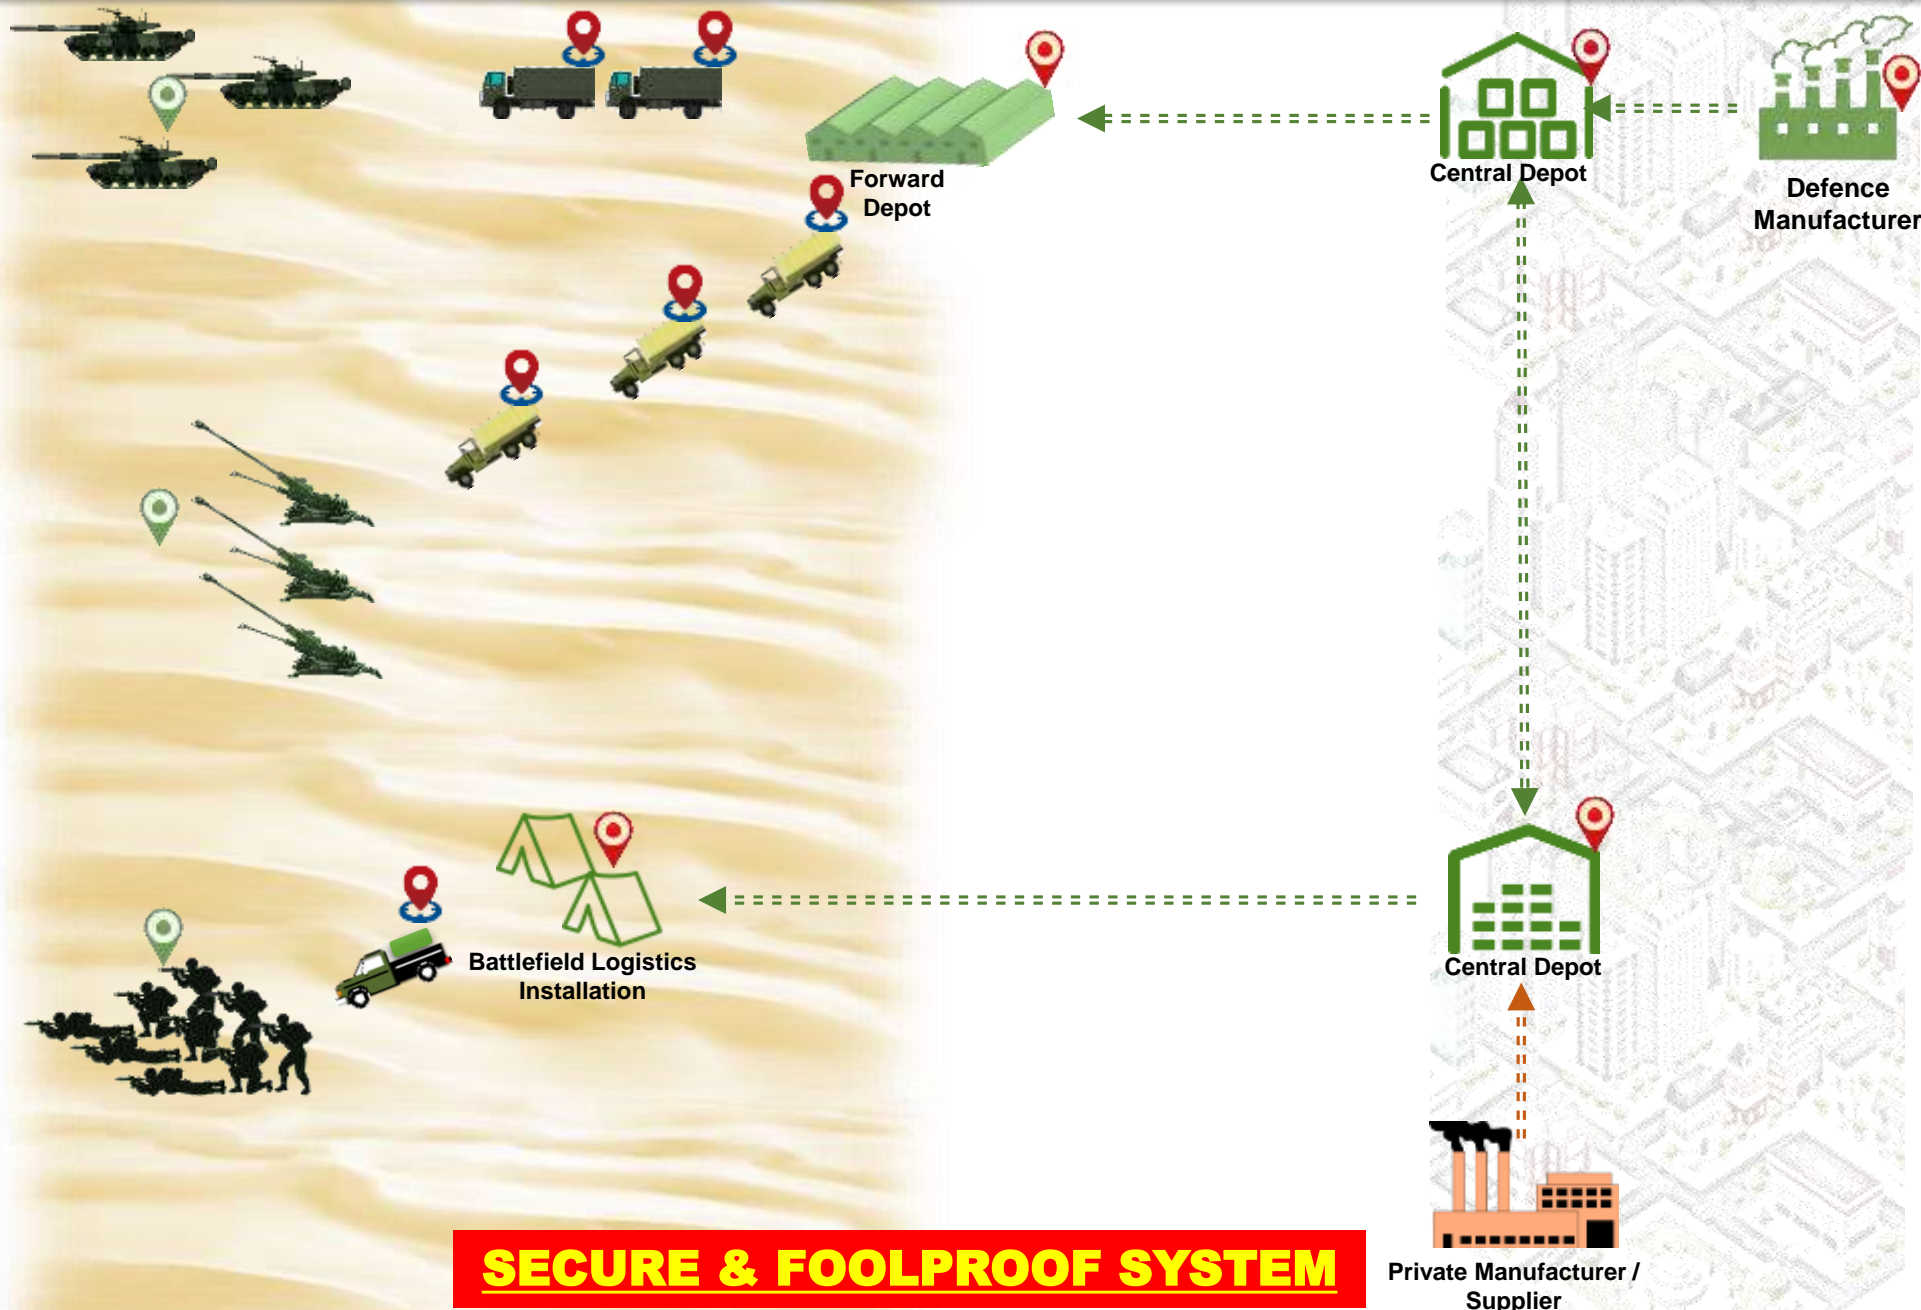 Forward
Depot
Central Depot
Defence
Manufacturer
Battlefield Logistics
Installation
Central Depot
SECURE & FOOLPROOF SYSTEM
Private Manufacturer /
Supplier